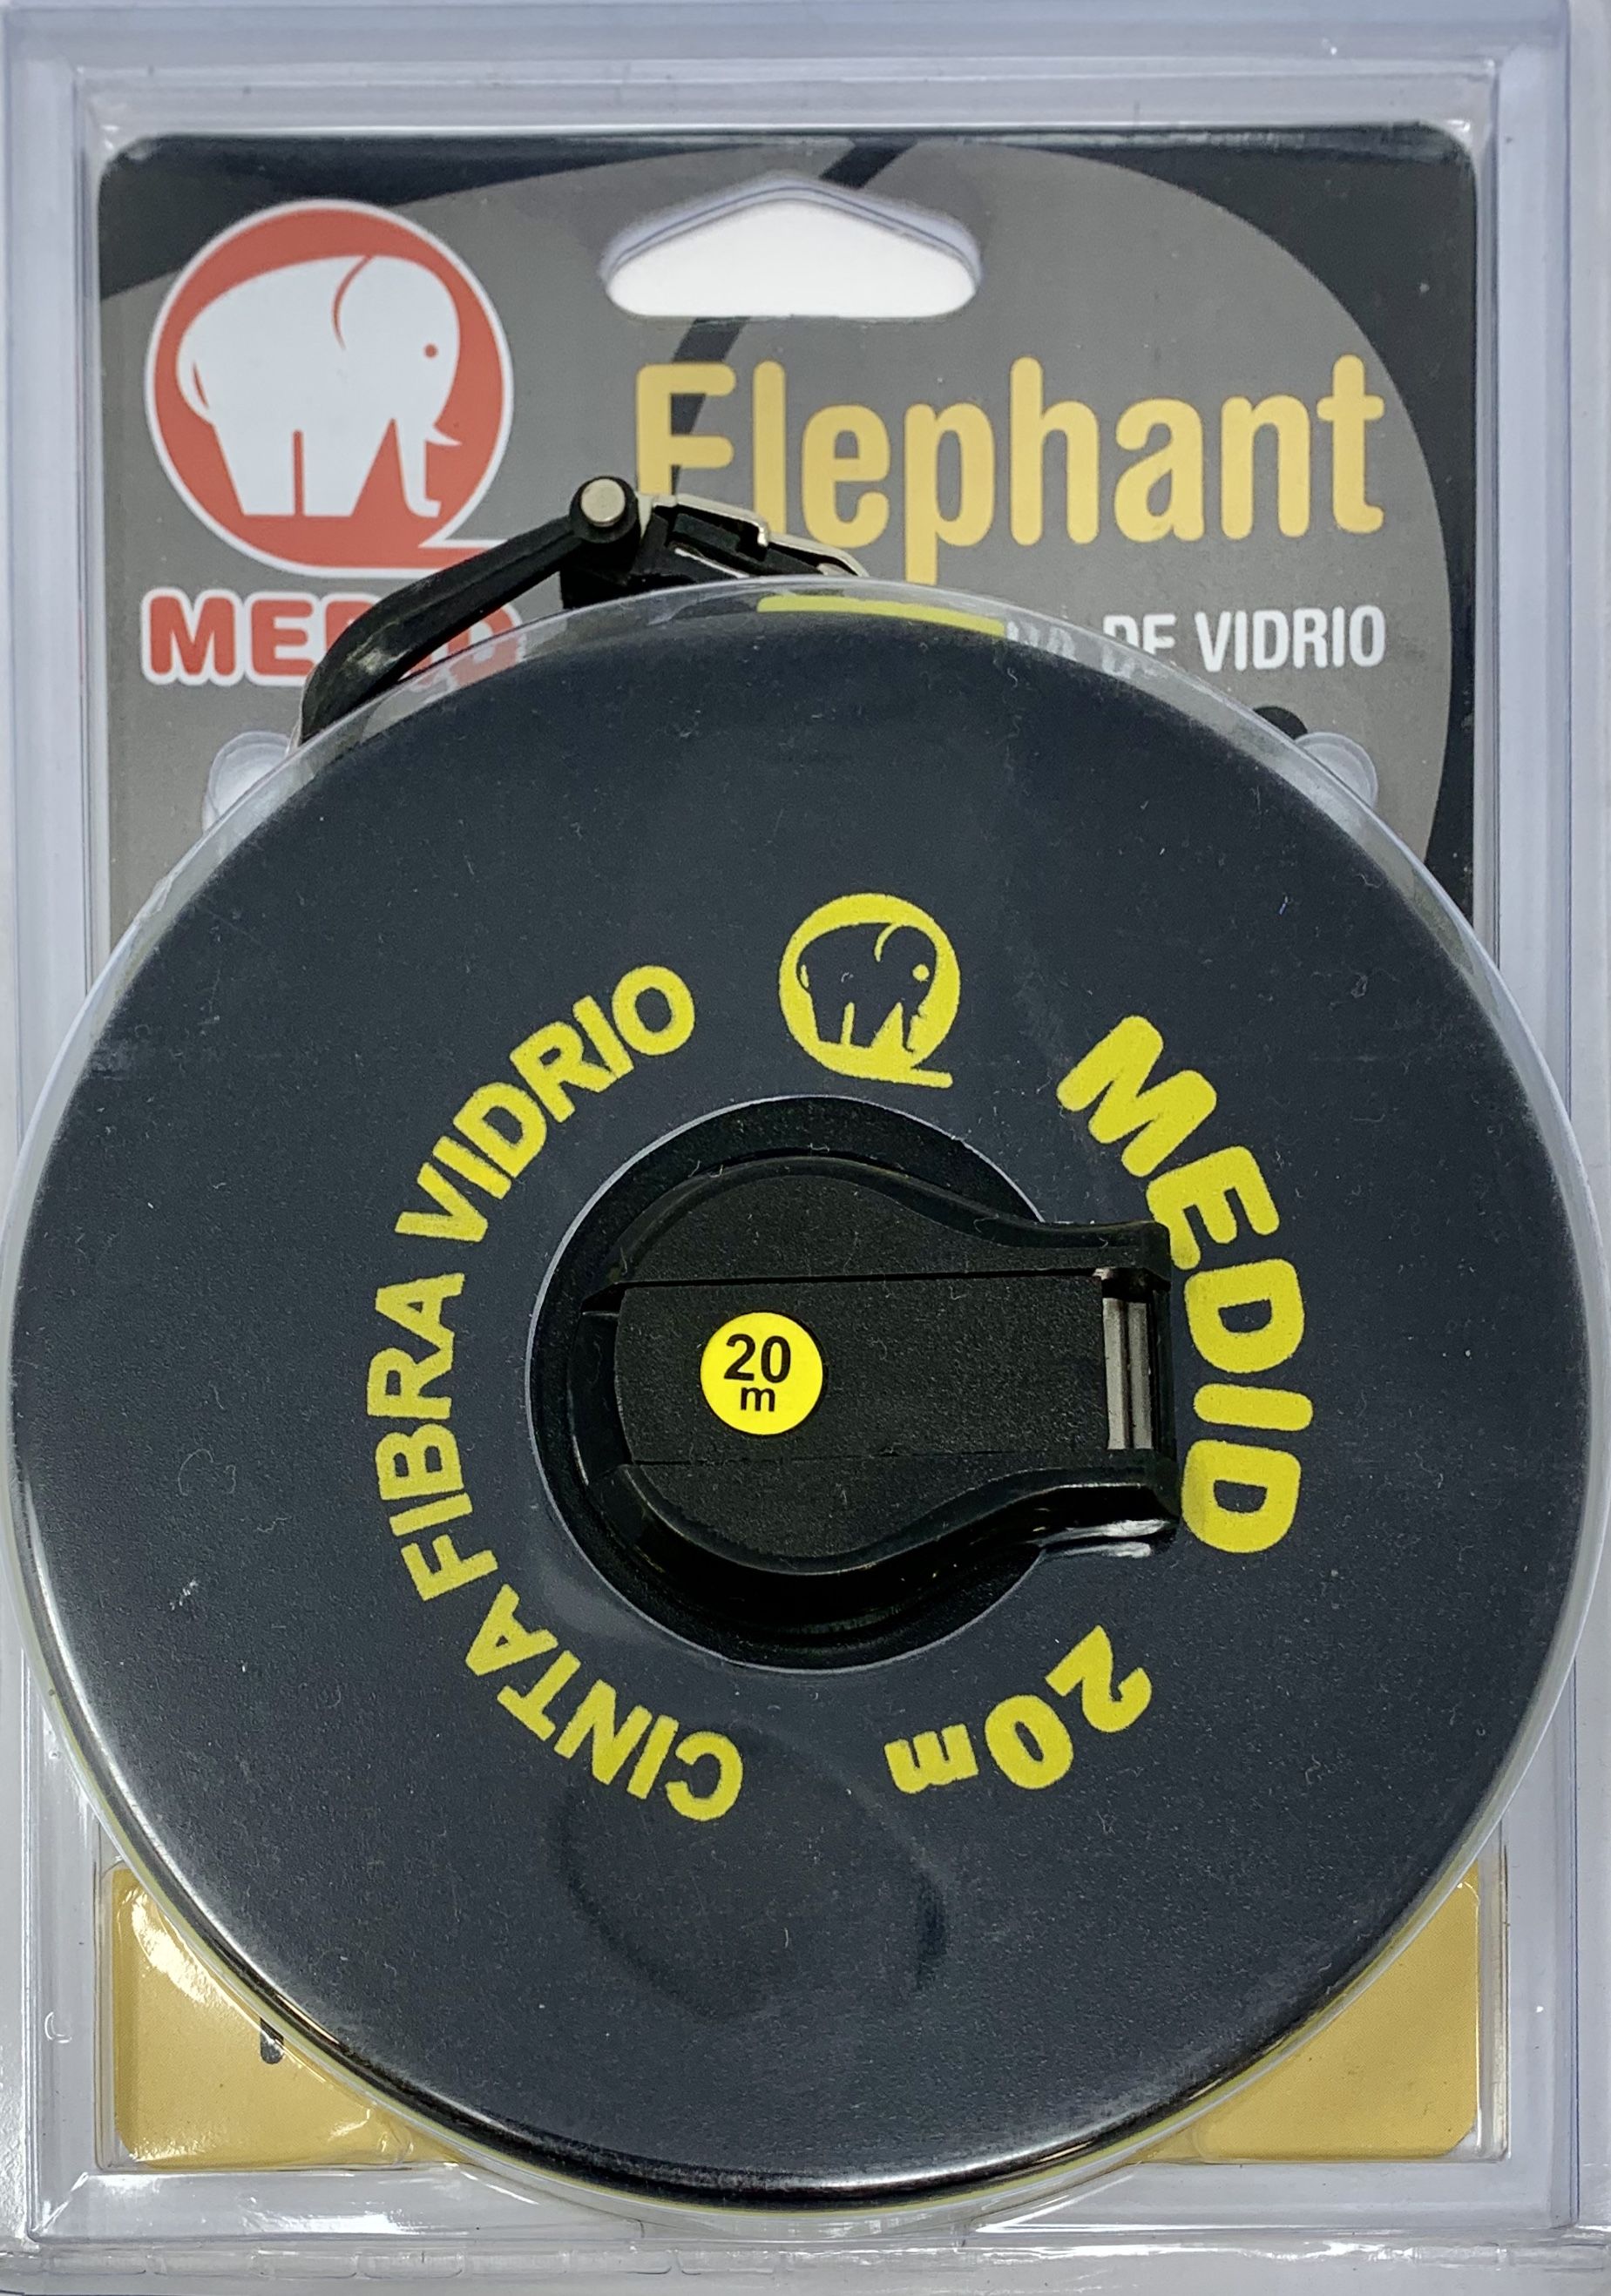 Elephant
MEDID
DE VIDRIO
CINTA FIBRA VIDRIO
MEDID
20m
20
m